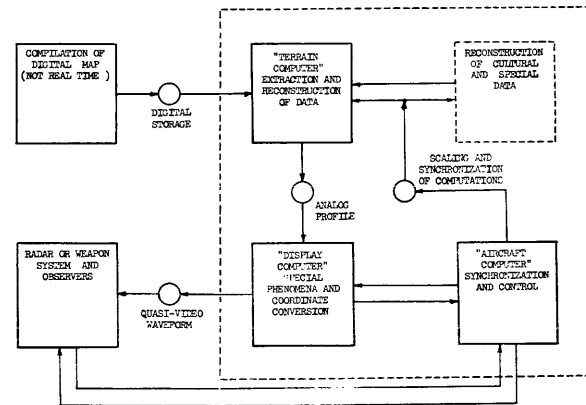 COMPILATION OF
DIGITAL MAP
(NOT REAL TIME)
DIGITAL
STORAGE
"TERRAIN
COMPUTER"
EXTRACTION AND
RECONSTRUCTION
OF DATA
RECONSTRUCTION
OF CULTURAL
AND SPECIAL
DATA
SCALING AND
SYNCHRONIZATION
OF COMPUTATIONS
ANALOG
PROFILE
RADAR OR WEAPON
SYSTEM AND
OBSERVERS
QUASI-VIDEO
WAVEFORM
"DISPLAY
COMPUTER"
SPECIAL
PHENOMENA AND
COORDINATE
CONVERSION
"AIRCRAFT
COMPUTER"
SYNCHRONIZATION
AND CONTROL